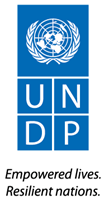 U N
D P
Empowered lives.
Resilient nations.